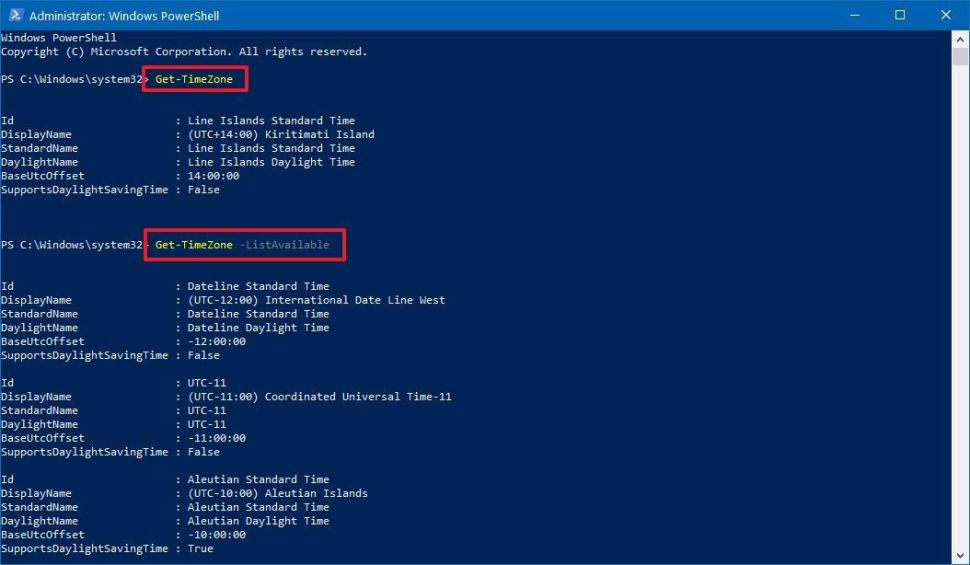 Administrator: Windows PowerShell
Windows PowerShell
Copyright (C) Microsoft Corporation. All rights reserved.
PS C:\Windows\system32> Get-TimeZone
Id                         : Line Islands Standard Time
DisplayName                : (UTC+14:00) Kiritimati Island
StandardName               : Line Islands Standard Time
DaylightName               : Line Islands Daylight Time
BaseUtcOffset              : 14:00:00
SupportsDaylightSavingTime : False
PS C:\Windows\system32> Get-TimeZone -ListAvailable
Id                         : Dateline Standard Time
DisplayName                : (UTC-12:00) International Date Line West
StandardName               : Dateline Standard Time
DaylightName               : Dateline Daylight Time
BaseUtcOffset              : -12:00:00
SupportsDaylightSavingTime : False
Id                         : UTC-11
DisplayName                : (UTC-11:00) Coordinated Universal Time-11
StandardName               : UTC-11
DaylightName               : UTC-11
BaseUtcOffset              : -11:00:00
SupportsDaylightSavingTime : False
Id                         : Aleutian Standard Time
DisplayName                : (UTC-10:00) Aleutian Islands
StandardName               : Aleutian Standard Time
DaylightName               : Aleutian Daylight Time
BaseUtcOffset              : -10:00:00
SupportsDaylightSavingTime : True